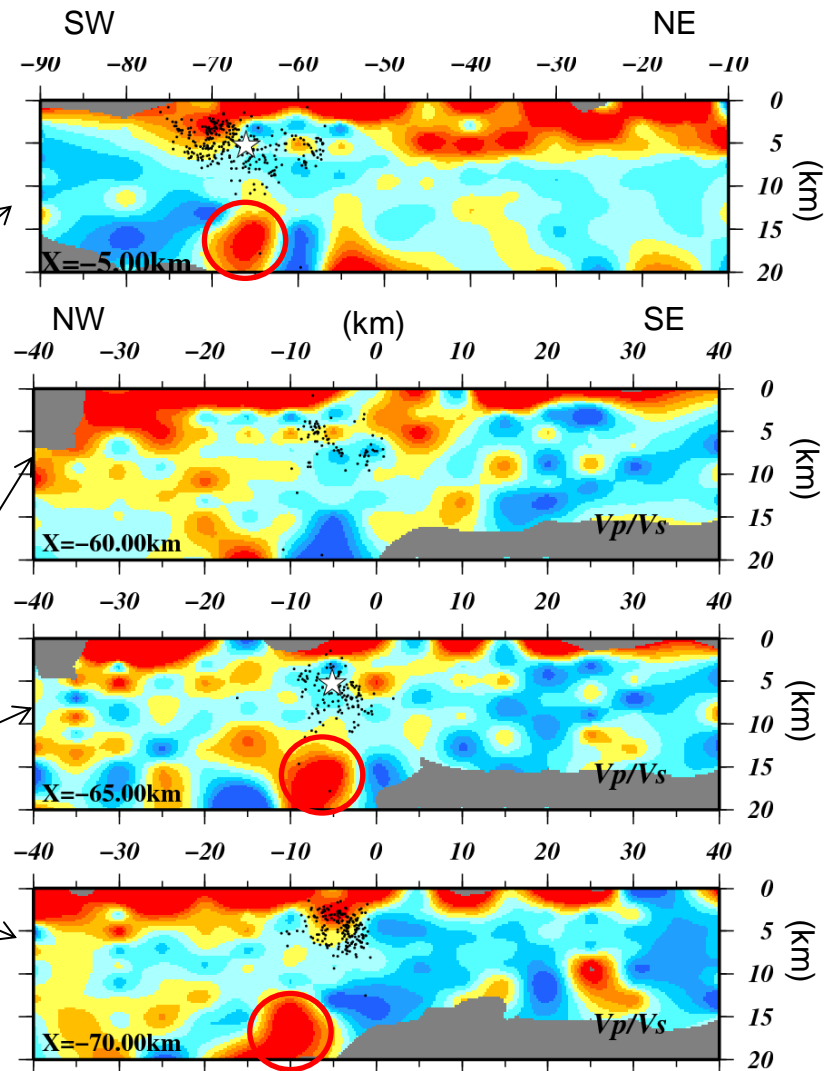 SW NE
−90 −80 −70 −60 −50 −40 −30 −20 −10
0
5
10
15
20
(km)
X=−5.00km
NW (km) SE
−40 −30 −20 −10 0 10 20 30 40
0
5
10
15
20
(km)
X=−60.00km Vp/Vs
−40 −30 −20 −10 0 10 20 30 40
0
5
10
15
20
(km)
X=−65.00km Vp/Vs
−40 −30 −20 −10 0 10 20 30 40
0
5
10
15
20
(km)
X=−70.00km Vp/Vs